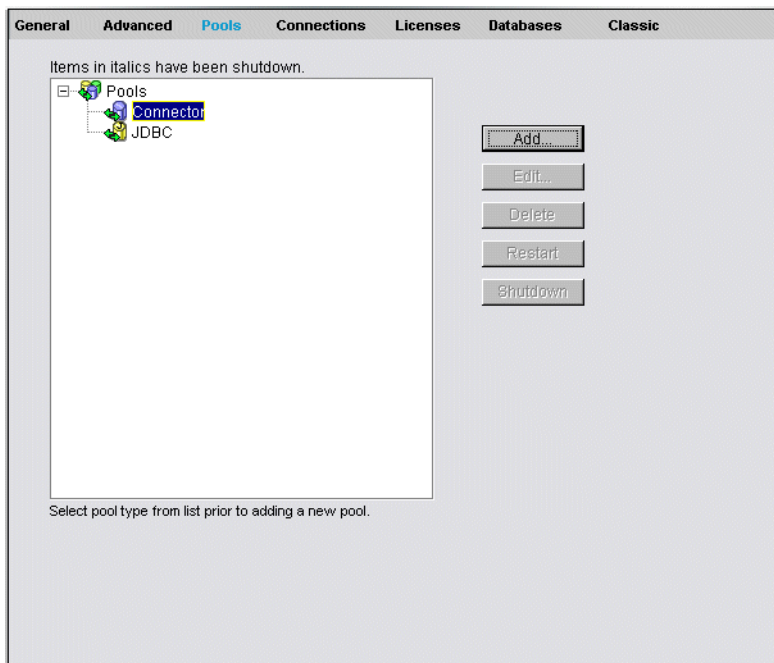 General Advanced Pools Connections Licenses Databases Classic
Items in italics have been shutdown.
Pools
Connector
JDBC
Add...
Edit...
Delete
Restart
Shutdown
Select pool type from list prior to adding a new pool.